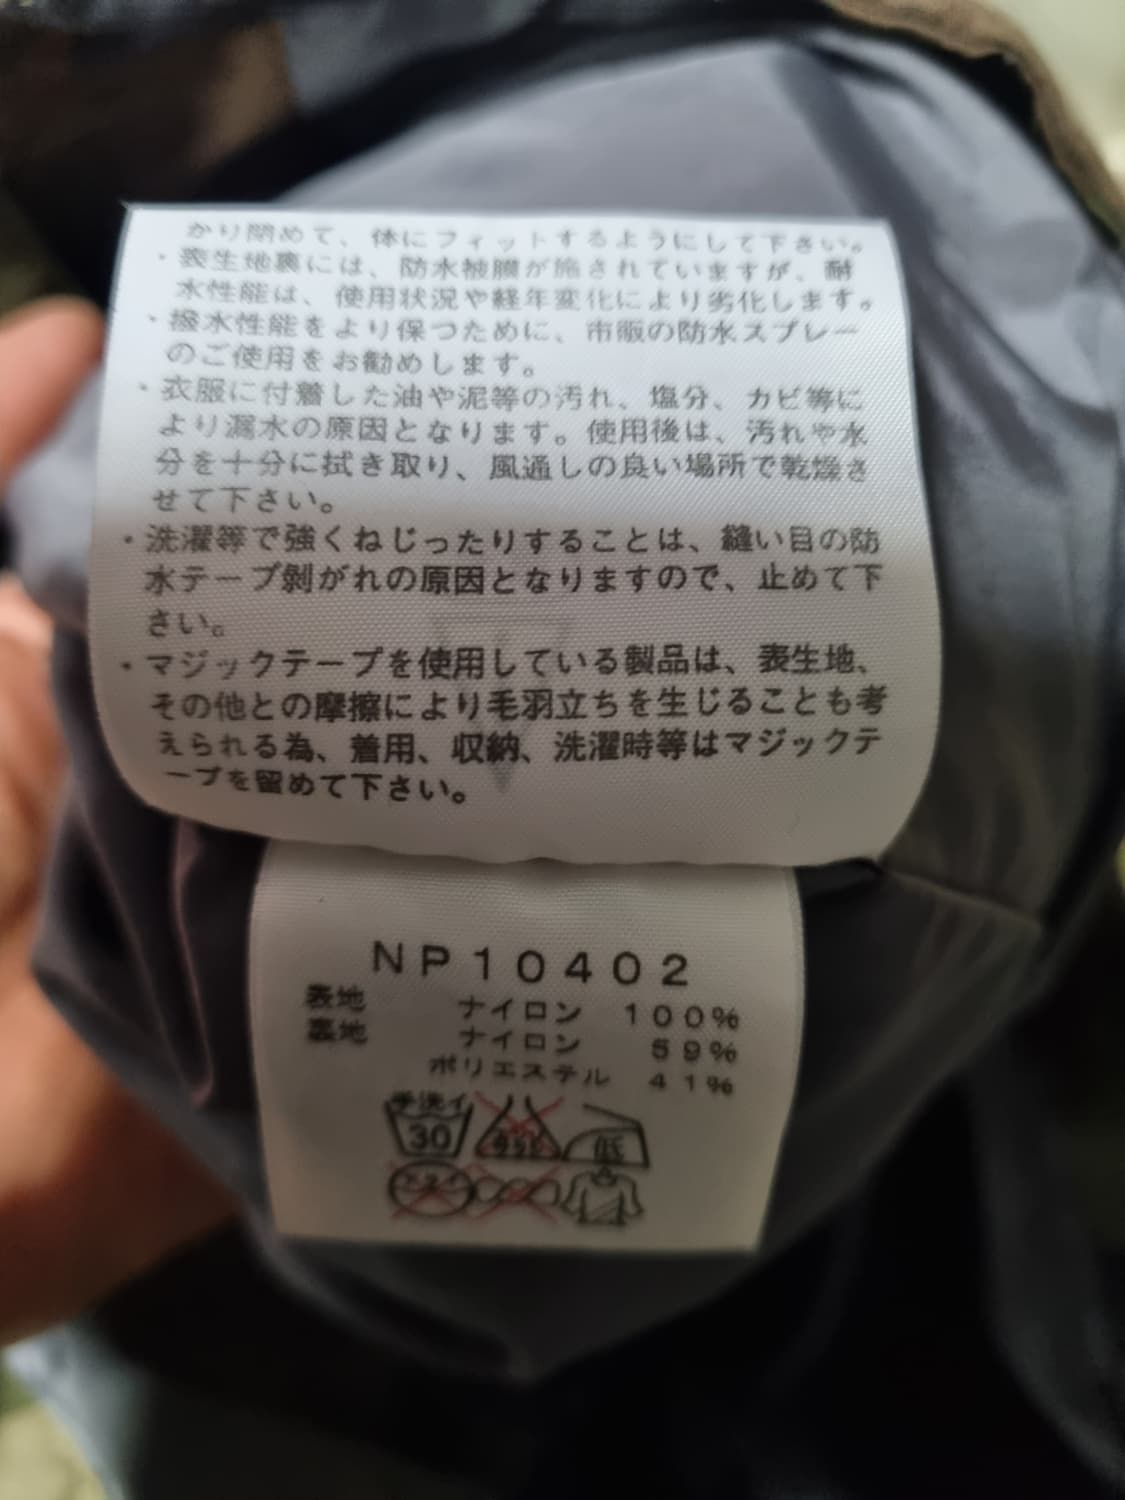 かり閉めて、体にフィットするようにして下さい。
・表生地裏には、防水被膜が施されていますが、耐
水性能は、使用状況や経年変化により劣化します。
・撥水性能をより保つために、市販の防水スプレー
のご使用をお勧めします。
・衣服に付着した油や泥等の汚れ、塩分、カビ等に
より漏水の原因となります。使用後は、汚れや水
分を十分に拭き取り、風通しの良い場所で乾燥さ
せて下さい。
・洗濯等で強くねじったりすることは、縫い目の防
水テープ剝がれの原因となりますので、止めて下
さい。
・マジックテープを使用している製品は、表生地、
その他との摩擦により毛羽立ちを生じることも考
えられる為、着用、収納、洗濯時等はマジックテ
ープを留めて下さい。
NP10402
表地 ナイロン 100%
裏地 ナイロン 59%
ポリエステル 41%
手洗イ 30 低